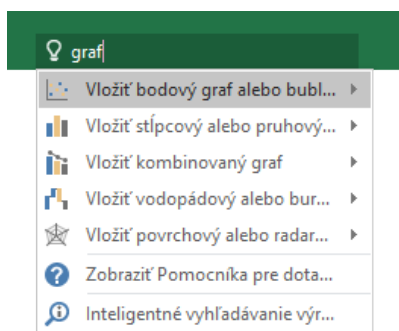 graf
Vložiť bodový graf alebo bubl...
Vložiť stĺpcový alebo pruhový...
Vložiť kombinovaný graf
Vložiť vodopádový alebo bur...
Vložiť povrchový alebo radar...
Zobraziť Pomocníka pre dota...
Inteligentné vyhľadávanie výr...